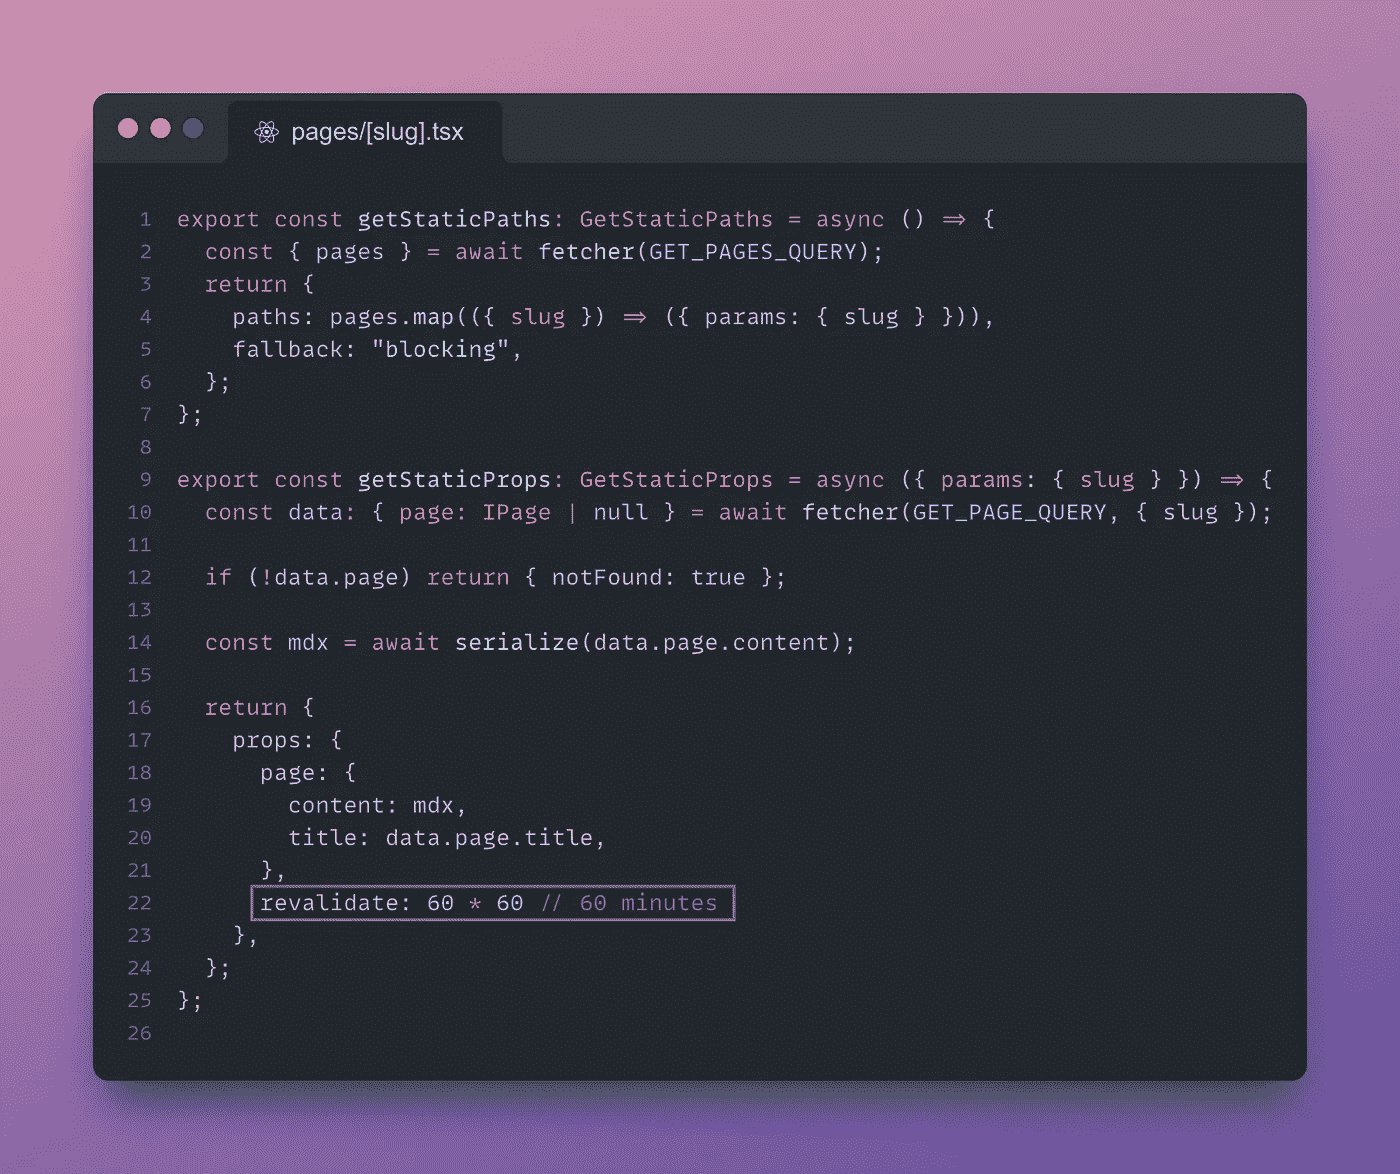 pages/[slug].tsx
1 export const getStaticPaths: GetStaticPaths = async () => {
2   const { pages } = await fetcher(GET_PAGES_QUERY);
3   return {
4     paths: pages.map(({ slug }) => ({ params: { slug } })),
5     fallback: "blocking",
6   };
7 };
8
9 export const getStaticProps: GetStaticProps = async ({ params: { slug } }) => {
10   const data: { page: IPage | null } = await fetcher(GET_PAGE_QUERY, { slug });
11
12   if (!data.page) return { notFound: true };
13
14   const mdx = await serialize(data.page.content);
15
16   return {
17     props: {
18       page: {
19         content: mdx,
20         title: data.page.title,
21       },
22       revalidate: 60 * 60 // 60 minutes
23     },
24   };
25 };
26